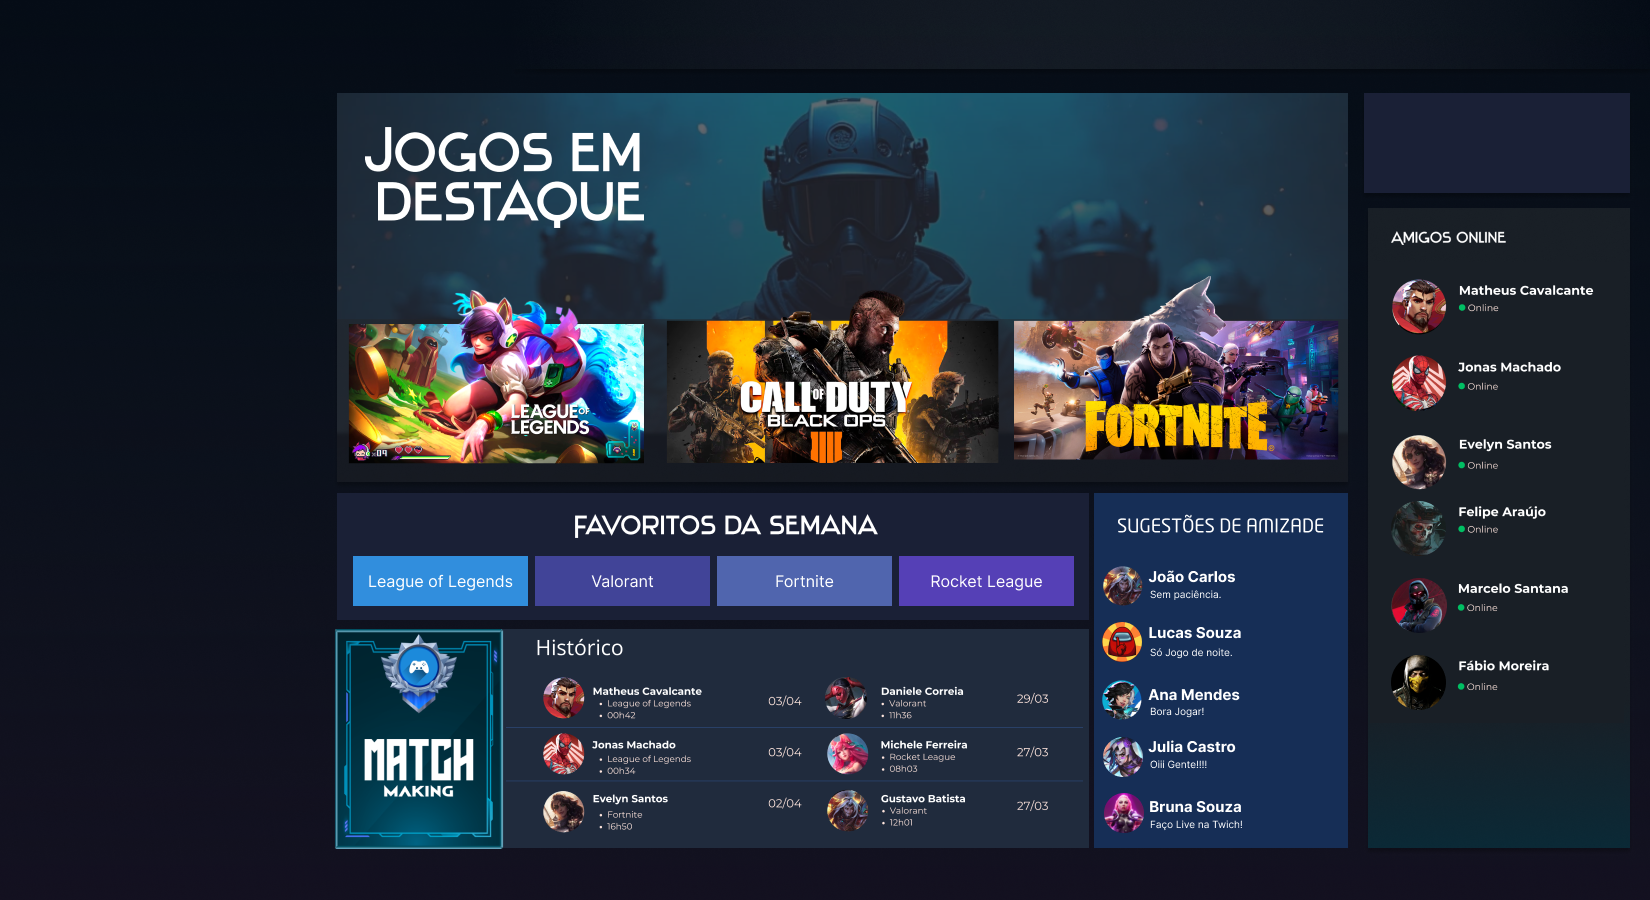 JOGOS EM
DESTAQUE
LEAGUE OF
LEGENDS
×09
CALL OF DUTY
BLACK OPS
IIII
FORTNITE
FAVORITOS DA SEMANA
League of Legends
Valorant
Fortnite
Rocket League
MATCH
MAKING
Histórico
Matheus Cavalcante
• League of Legends
• 00h42
03/04
Daniele Correia
• Valorant
• 11h36
29/03
Jonas Machado
• League of Legends
• 00h34
03/04
Michele Ferreira
• Rocket League
• 08h03
27/03
Evelyn Santos
• Fortnite
• 16h50
02/04
Gustavo Batista
• Valorant
• 12h01
27/03
SUGESTÕES DE AMIZADE
João Carlos
Sem paciência.
Lucas Souza
Só Jogo de noite.
Ana Mendes
Bora Jogar!
Julia Castro
Oiii Gente!!!!
Bruna Souza
Faço Live na Twich!
AMIGOS ONLINE
Matheus Cavalcante
Online
Jonas Machado
Online
Evelyn Santos
Online
Felipe Araújo
Online
Marcelo Santana
Online
Fábio Moreira
Online